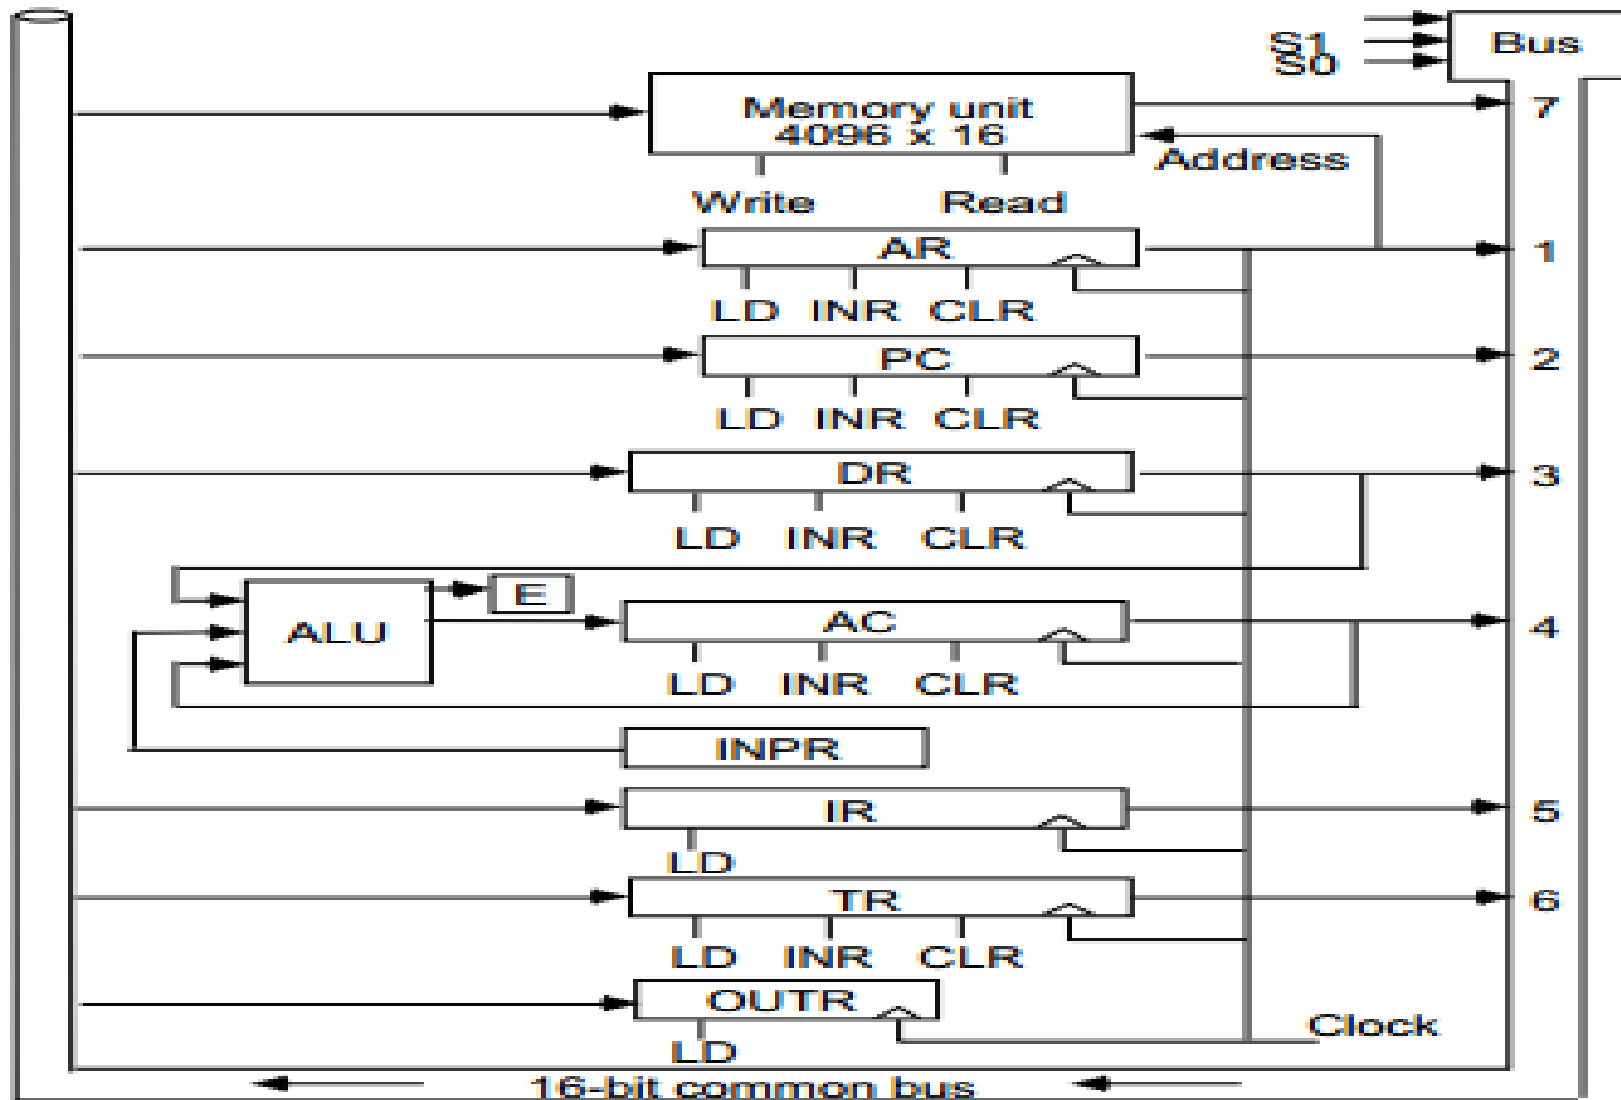 S1
S0
Bus
Memory unit
4096 x 16
7
Address
Write Read
AR
1
LD INR CLR
PC
2
LD INR CLR
DR
3
LD INR CLR
E
ALU
AC
4
LD INR CLR
INPR
IR
5
LD
TR
6
LD INR CLR
OUTR
LD
Clock
16-bit common bus